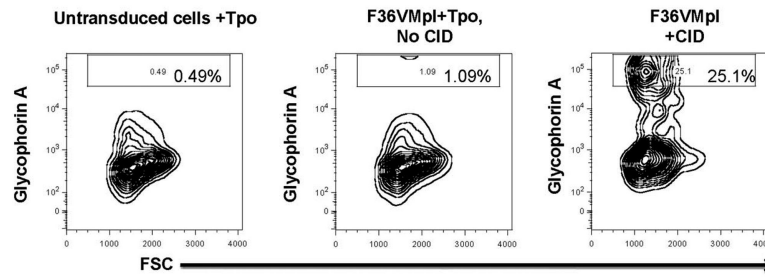 Untransduced cells +Tpo
F36VMpl+Tpo,
No CID
F36VMpl
+CID
Glycophorin A
10⁵
10⁴
10³
10²
0
0.49 0.49%
0 1000 2000 3000 4000
Glycophorin A
10⁵
10⁴
10³
10²
0
1.09 1.09%
0 1000 2000 3000 4000
Glycophorin A
10⁵
10⁴
10³
10²
0
25.1 25.1%
0 1000 2000 3000 4000
FSC